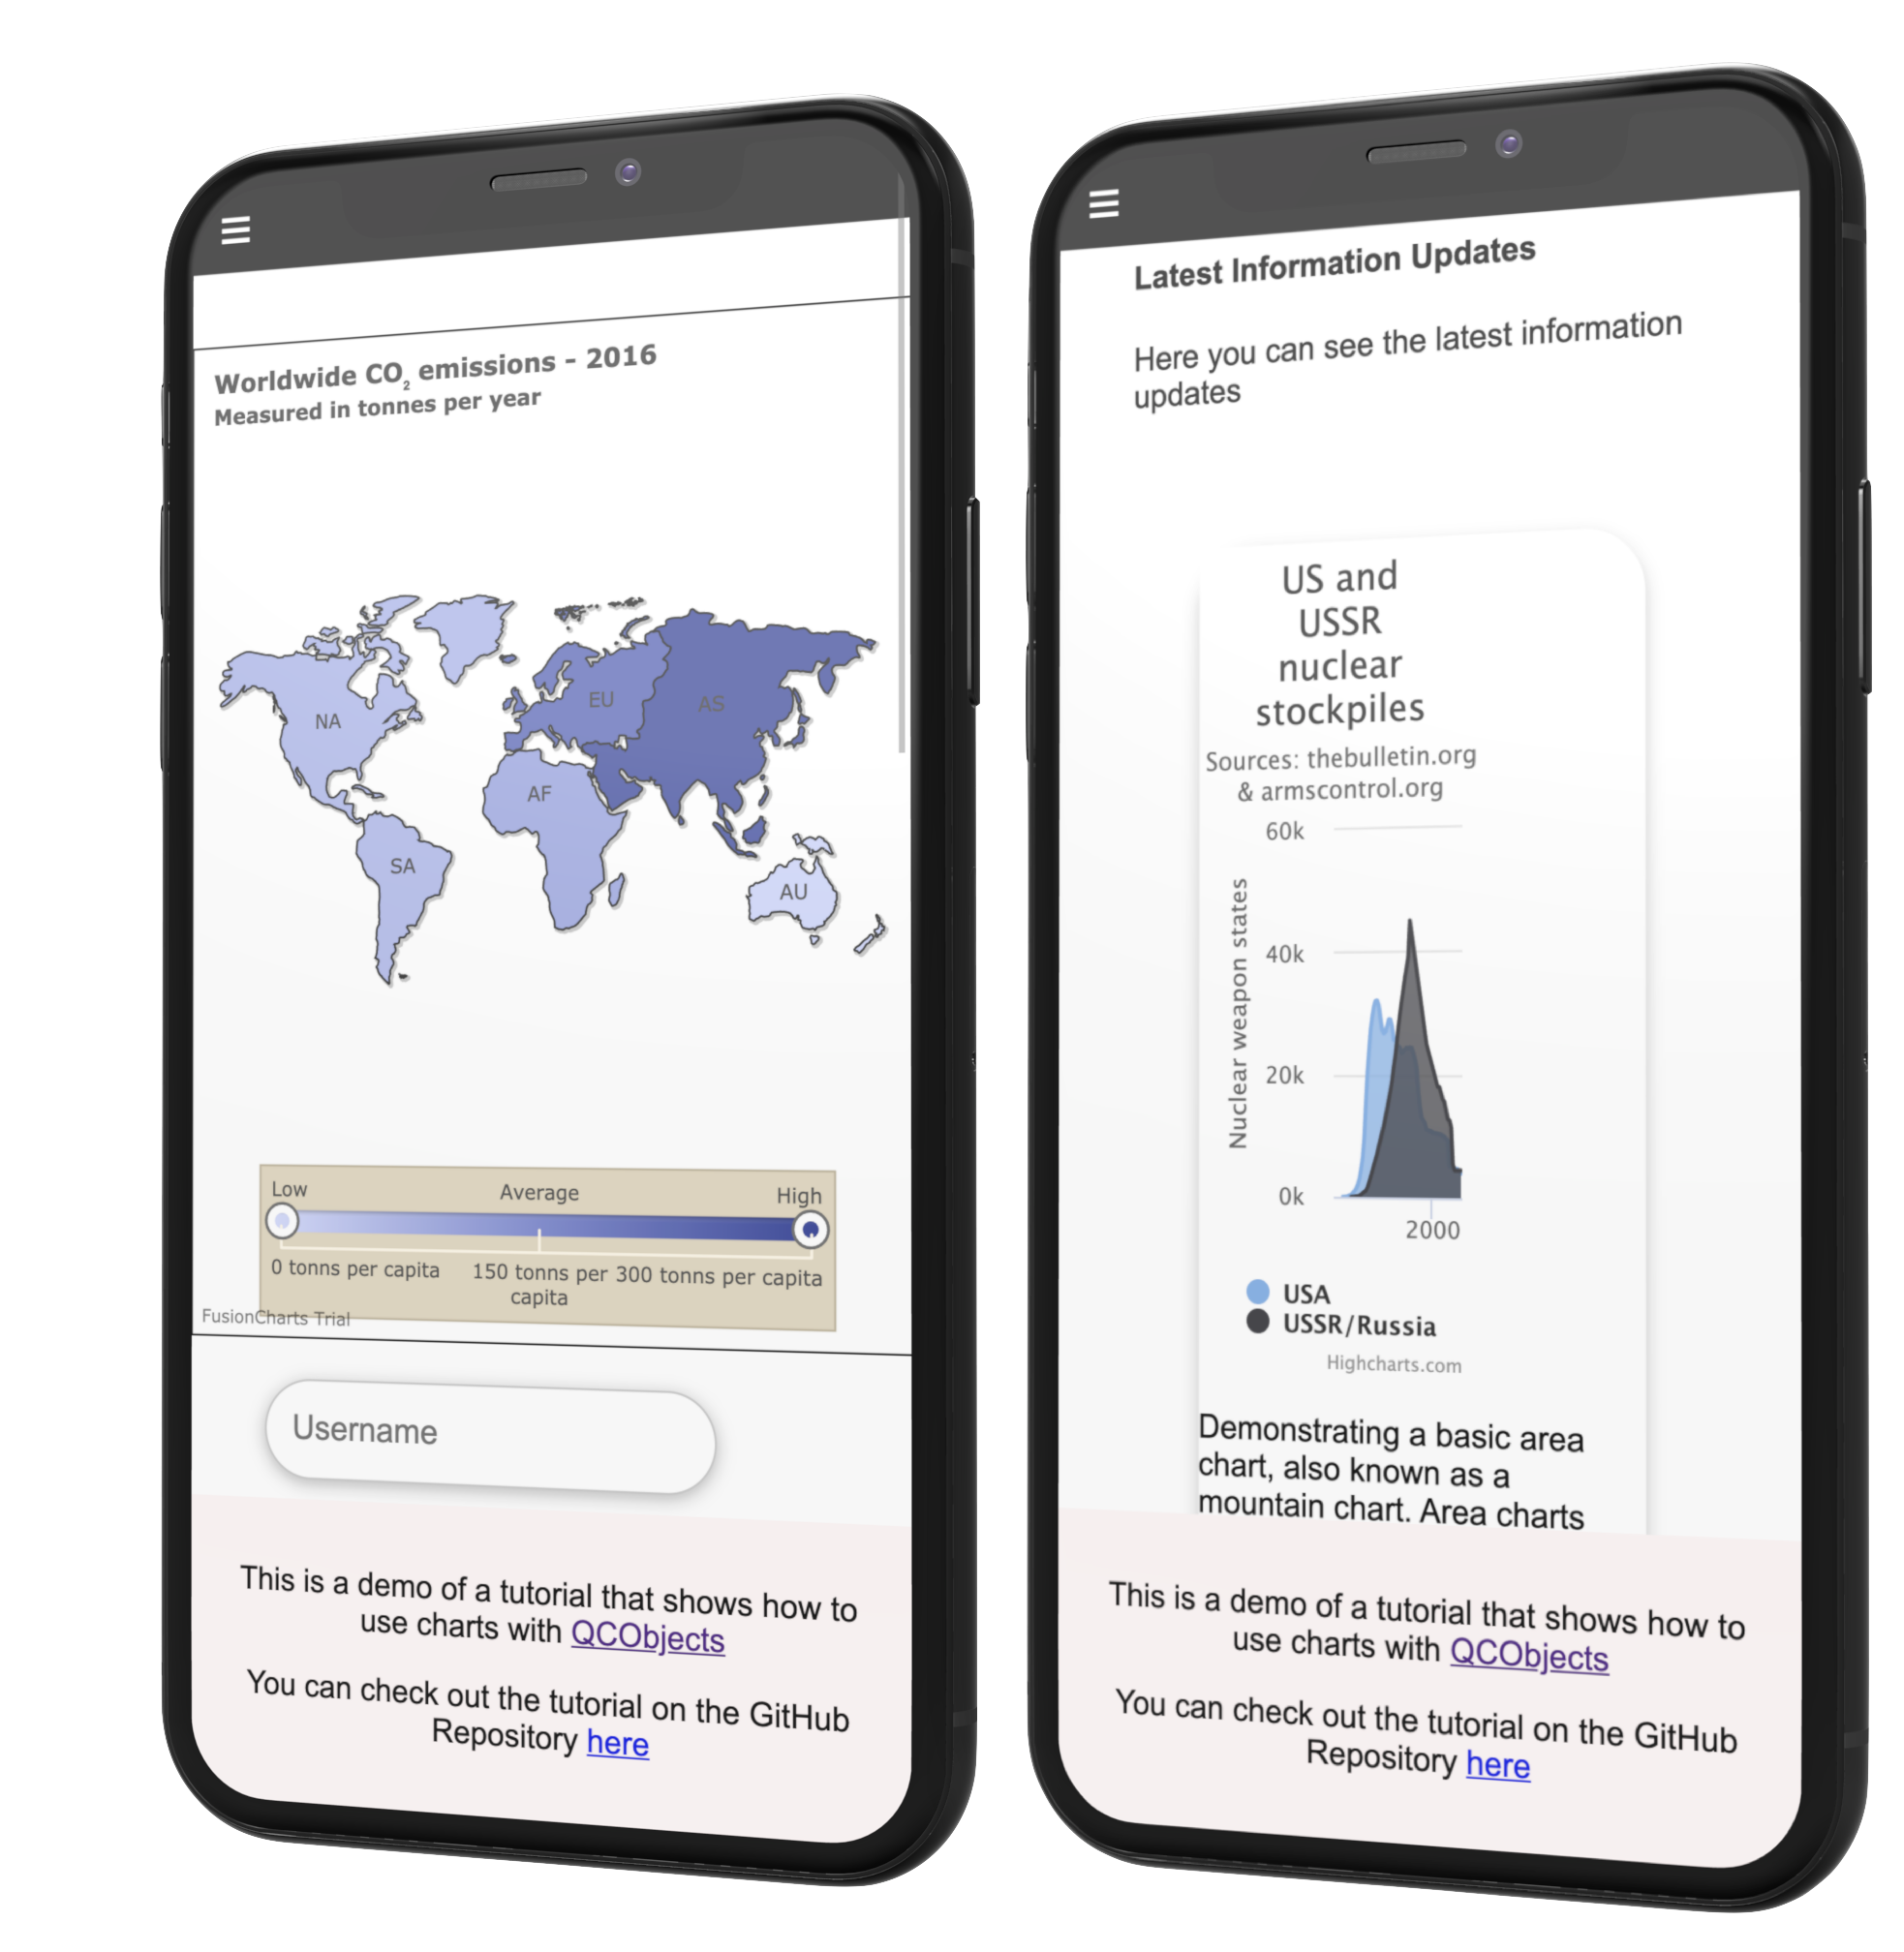 Worldwide CO₂ emissions - 2016
Measured in tonnes per year
NA
EU
AS
AF
SA
AU
Low Average High
0 tonns per capita 150 tonns per 300 tonns per capita
capita
FusionCharts Trial
Username
This is a demo of a tutorial that shows how to
use charts with QCObjects
You can check out the tutorial on the GitHub
Repository here
Latest Information Updates
Here you can see the latest information
updates
US and
USSR
nuclear
stockpiles
Sources: thebulletin.org
& armscontrol.org
60k
Nuclear weapon states
40k
20k
0k
2000
USA
USSR/Russia
Highcharts.com
Demonstrating a basic area
chart, also known as a
mountain chart. Area charts
This is a demo of a tutorial that shows how to
use charts with QCObjects
You can check out the tutorial on the GitHub
Repository here